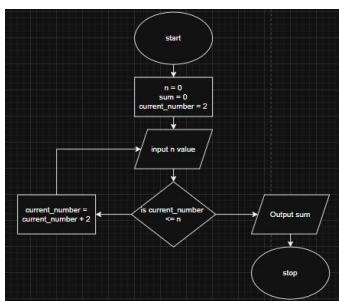 start
n = 0
sum = 0
current_number = 2
input n value
is current_number
<= n
current_number =
current_number + 2
Output sum
stop